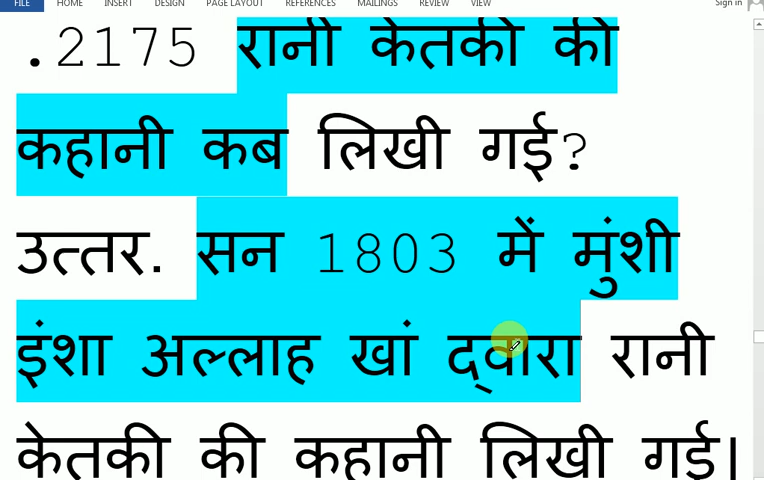 FILE HOME INSERT DESIGN PAGE LAYOUT REFERENCES MAILINGS REVIEW VIEW Sign in
.2175 रानी केतकी की
कहानी कब लिखी गई?
उत्तर. सन 1803 में मुंशी
इंशा अल्लाह खां द्वारा रानी
केतकी की कहानी लिखी गई|